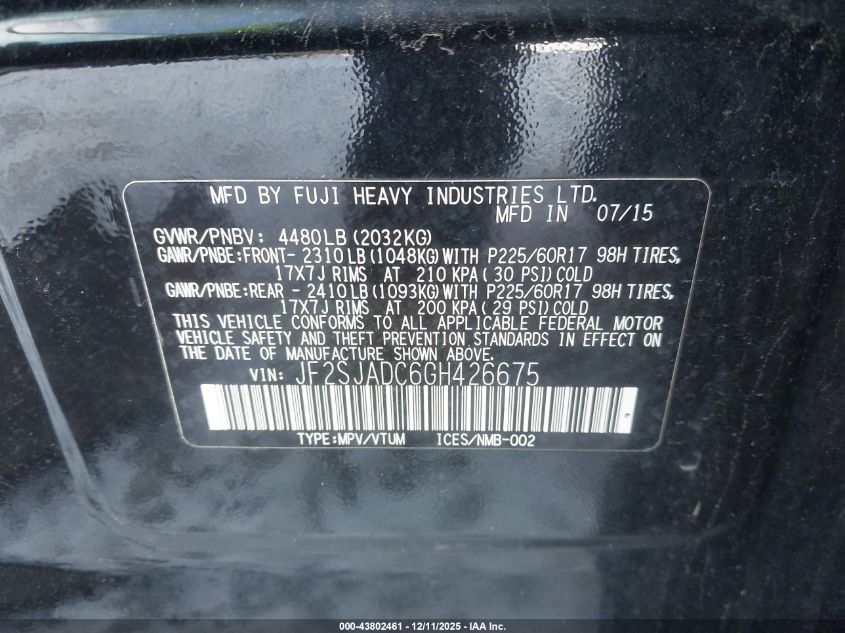 MFD BY FUJI HEAVY INDUSTRIES LTD.
MFD IN 07/15
GVWR/PNBV: 4480LB (2032KG)
GAWR/PNBE:FRONT- 2310LB (1048KG) WITH P225/60R17 98H TIRES,
17X7J RIMS AT 210 KPA (30 PSI) COLD
GAWR/PNBE:REAR - 2410LB (1093KG) WITH P225/60R17 98H TIRES,
17X7J RIMS AT 200 KPA (29 PSI) COLD
THIS VEHICLE CONFORMS TO ALL APPLICABLE FEDERAL MOTOR
VEHICLE SAFETY AND THEFT PREVENTION STANDARDS IN EFFECT ON
THE DATE OF MANUFACTURE SHOWN ABOVE.
VIN: JF2SJADC6GH426675
TYPE:MPV/VTUM ICES/NMB-002
000-43802461 - 12/11/2025 - IAA Inc.